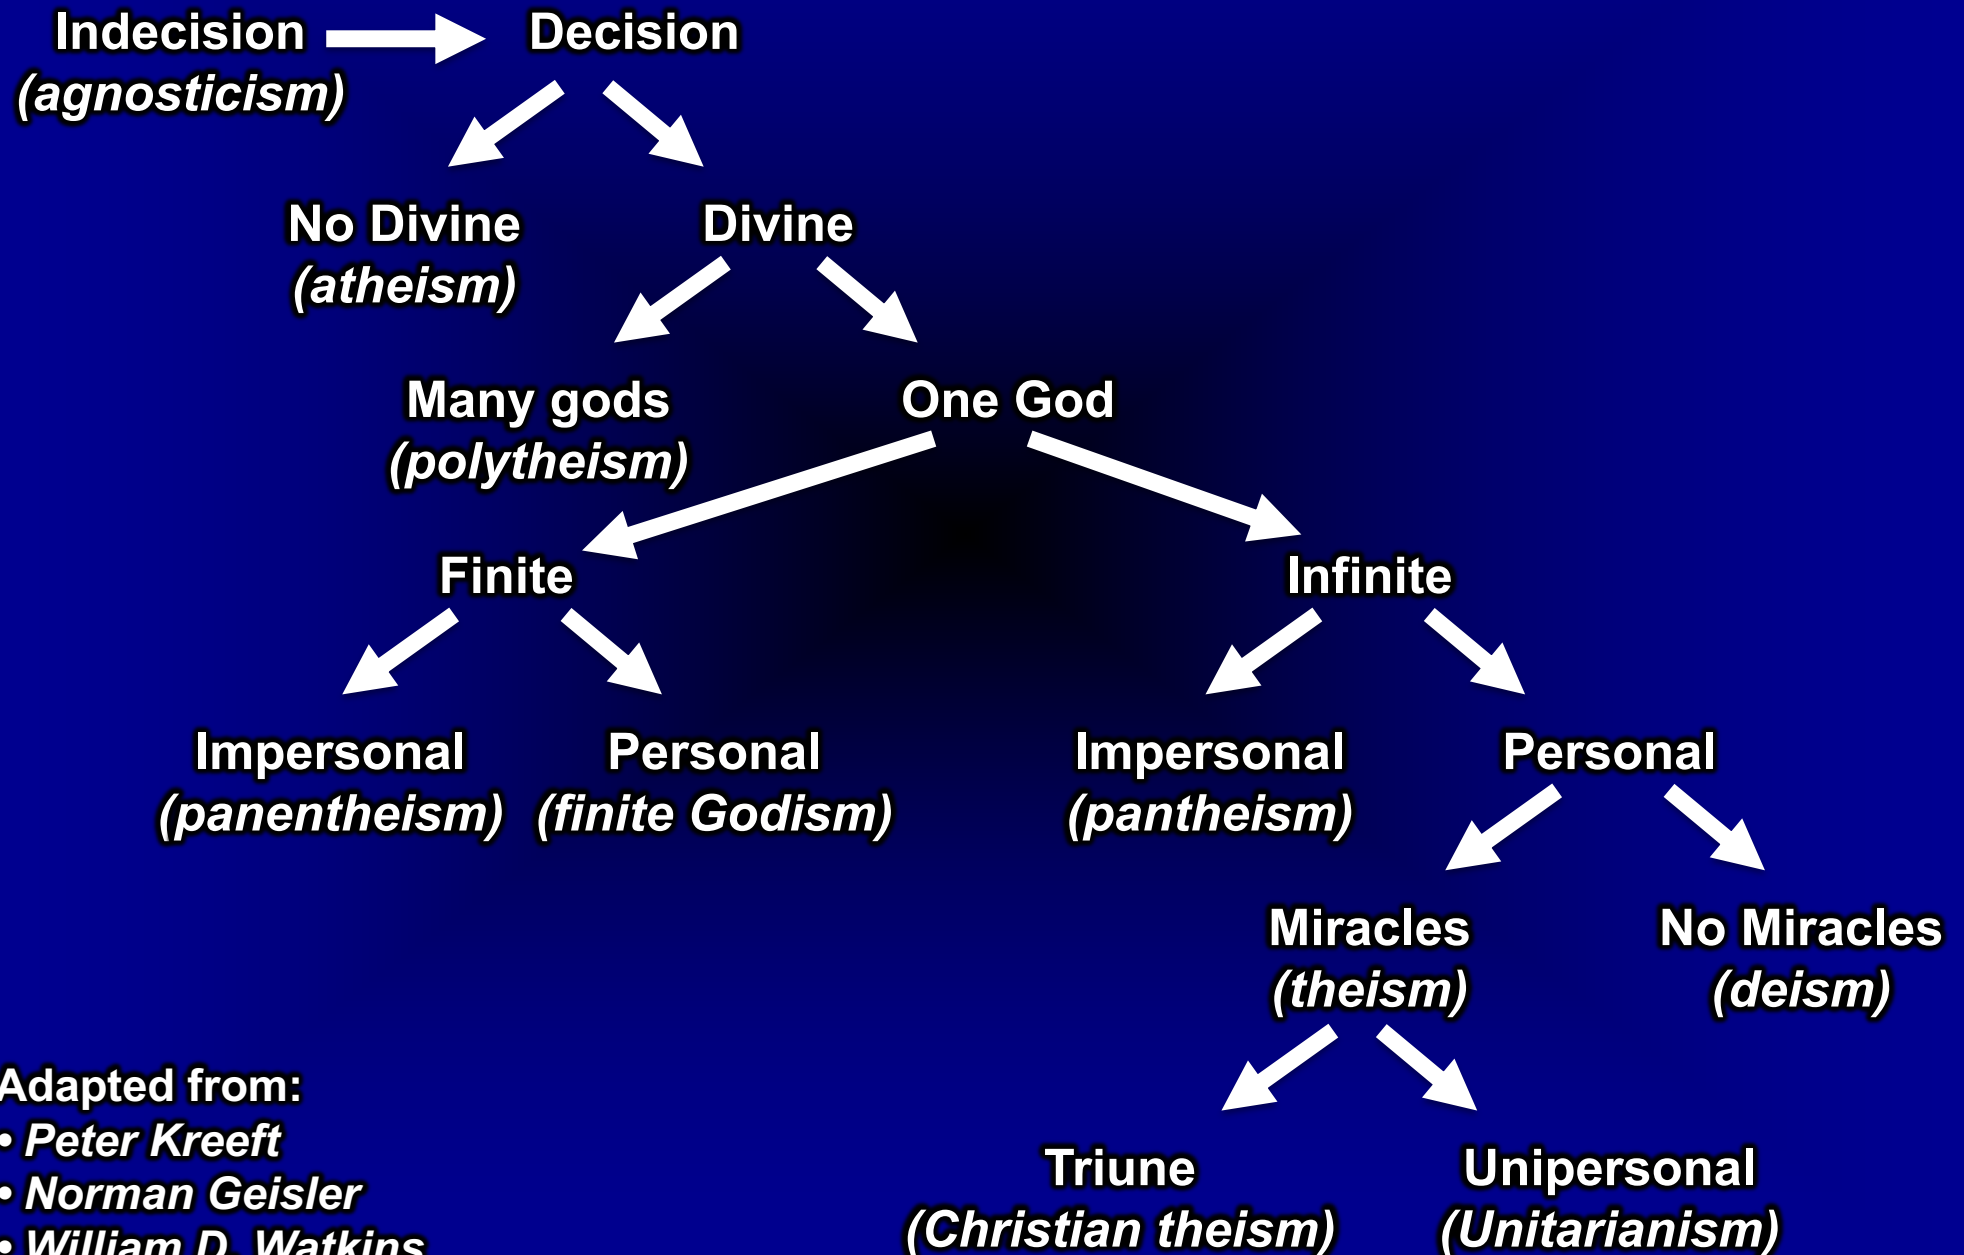 Indecision
(agnosticism)
Decision
No Divine
(atheism)
Divine
Many gods
(polytheism)
One God
Finite
Infinite
Impersonal
(panentheism)
Personal
(finite Godism)
Impersonal
(pantheism)
Personal
Miracles
(theism)
No Miracles
(deism)
Triune
(Christian theism)
Unipersonal
(Unitarianism)
Adapted from:
• Peter Kreeft
• Norman Geisler
• William D. Watkins